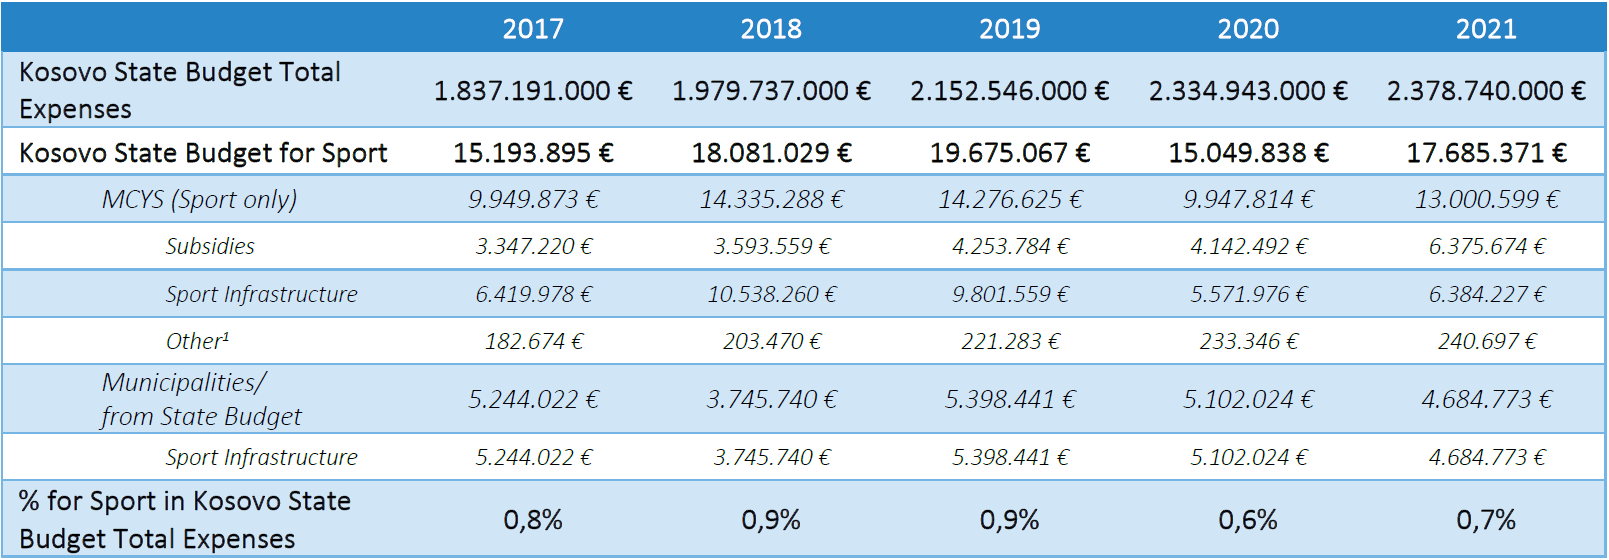 2017 2018 2019 2020 2021
Kosovo State Budget Total
Expenses
1.837.191.000 € 1.979.737.000 € 2.152.546.000 € 2.334.943.000 € 2.378.740.000 €
Kosovo State Budget for Sport 15.193.895 € 18.081.029 € 19.675.067 € 15.049.838 € 17.685.371 €
MCYS (Sport only) 9.949.873 € 14.335.288 € 14.276.625 € 9.947.814 € 13.000.599 €
Subsidies 3.347.220 € 3.593.559 € 4.253.784 € 4.142.492 € 6.375.674 €
Sport Infrastructure 6.419.978 € 10.538.260 € 9.801.559 € 5.571.976 € 6.384.227 €
Other¹ 182.674 € 203.470 € 221.283 € 233.346 € 240.697 €
Municipalities/
from State Budget
5.244.022 € 3.745.740 € 5.398.441 € 5.102.024 € 4.684.773 €
Sport Infrastructure 5.244.022 € 3.745.740 € 5.398.441 € 5.102.024 € 4.684.773 €
% for Sport in Kosovo State
Budget Total Expenses
0,8% 0,9% 0,9% 0,6% 0,7%